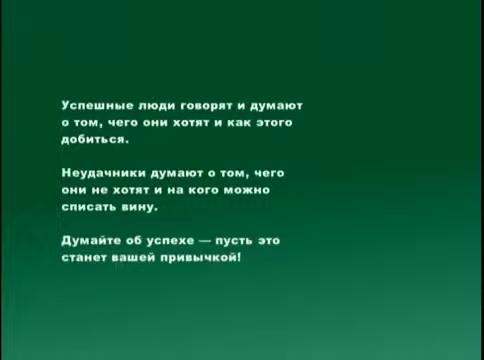 Успешные люди говорят и думают
о том, чего они хотят и как этого
добиться.
Неудачники думают о том, чего
они не хотят и на кого можно
списать вину.
Думайте об успехе — пусть это
станет вашей привычкой!